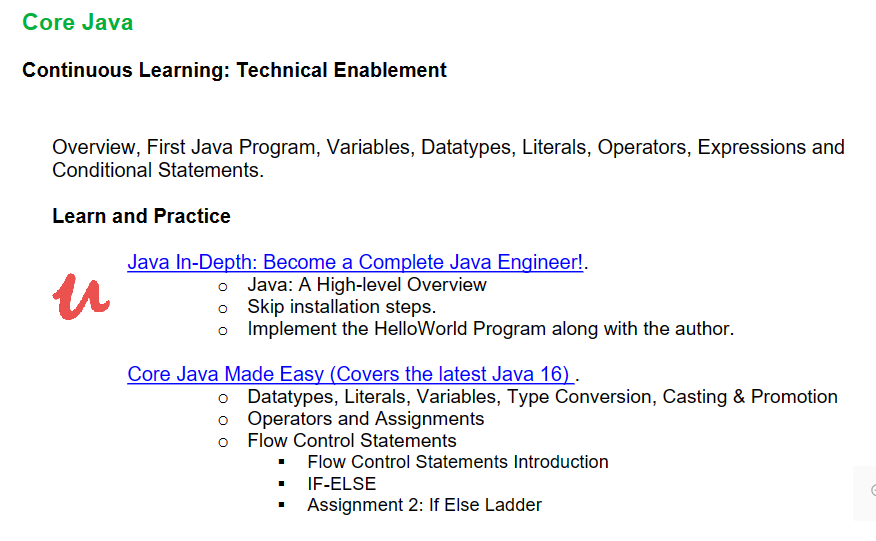 Core Java
Continuous Learning: Technical Enablement
Overview, First Java Program, Variables, Datatypes, Literals, Operators, Expressions and
Conditional Statements.
Learn and Practice
Java In-Depth: Become a Complete Java Engineer!.
o Java: A High-level Overview
o Skip installation steps.
o Implement the HelloWorld Program along with the author.
Core Java Made Easy (Covers the latest Java 16) .
o Datatypes, Literals, Variables, Type Conversion, Casting & Promotion
o Operators and Assignments
o Flow Control Statements
▪ Flow Control Statements Introduction
▪ IF-ELSE
▪ Assignment 2: If Else Ladder